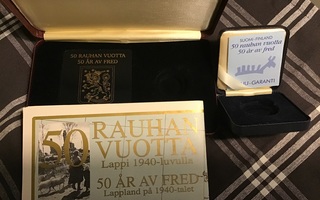 50 RAUHAN VUOTTA
50 ÅR AV FRED
SUOMI-FINLAND
50 rauhan vuotta
50 år av fred
50 RAUHAN
VUOTTA
Lappi 1940-luvulla
50 ÅR AV FRED
Lappland på 1940-talet